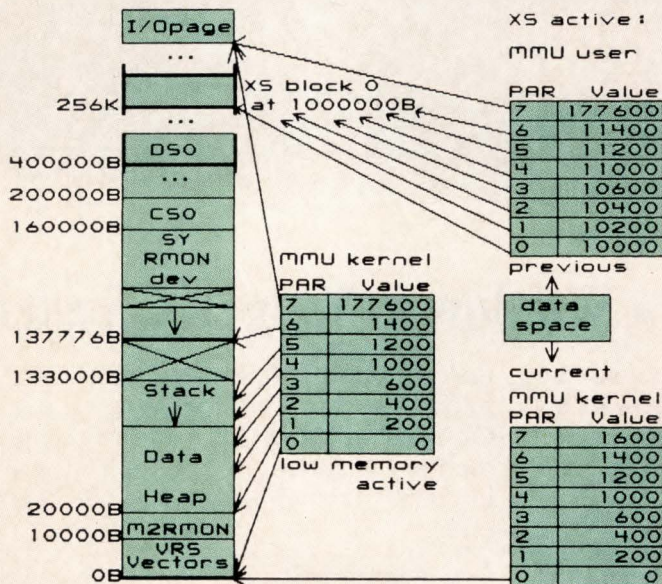 I/Opage
...
256K
XS block 0
at 1000000B
...
DSO
400000B
...
200000B
CSO
160000B
SY
RMON
dev
137776B
133000B
Stack
Data
Heap
20000B
M2RMON
10000B
VRS
Vectors
0B
MMU kernel
PAR Value
7 177600
6 1400
5 1200
4 1000
3 600
2 400
1 200
0 0
low memory
active
XS active:
MMU user
PAR Value
7 177600
6 11400
5 11200
4 11000
3 10600
2 10400
1 10200
0 10000
previous
data
space
current
MMU kernel
PAR Value
7 1600
6 1400
5 1200
4 1000
3 600
2 400
1 200
0 0